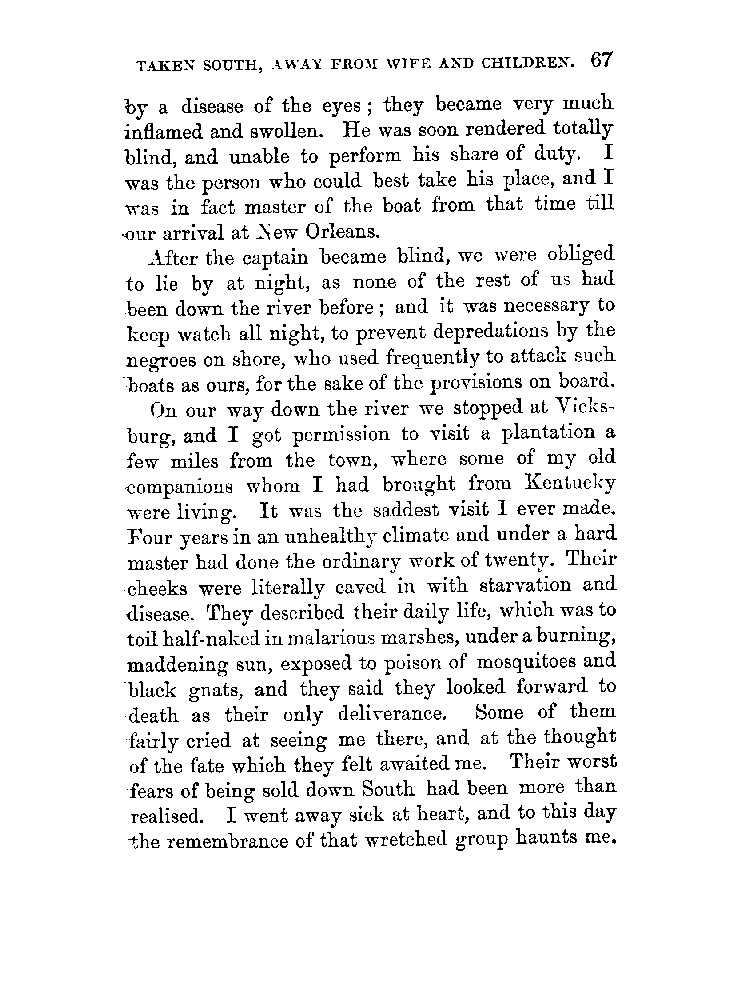 TAKEN SOUTH, AWAY FROM WIFE AND CHILDREN. 67
by a disease of the eyes; they became very much
inflamed and swollen. He was soon rendered totally
blind, and unable to perform his share of duty. I
was the person who could best take his place, and I
was in fact master of the boat from that time till
our arrival at New Orleans.
After the captain became blind, we were obliged
to lie by at night, as none of the rest of us had
been down the river before; and it was necessary to
keep watch all night, to prevent depredations by the
negroes on shore, who used frequently to attack such
boats as ours, for the sake of the provisions on board.
On our way down the river we stopped at Vicks-
burg, and I got permission to visit a plantation a
few miles from the town, where some of my old
companions whom I had brought from Kentucky
were living. It was the saddest visit I ever made.
Four years in an unhealthy climate and under a hard
master had done the ordinary work of twenty. Their
cheeks were literally caved in with starvation and
disease. They described their daily life, which was to
toil half-naked in malarious marshes, under a burning,
maddening sun, exposed to poison of mosquitoes and
black gnats, and they said they looked forward to
death as their only deliverance. Some of them
fairly cried at seeing me there, and at the thought
of the fate which they felt awaited me. Their worst
fears of being sold down South had been more than
realised. I went away sick at heart, and to this day
the remembrance of that wretched group haunts me.